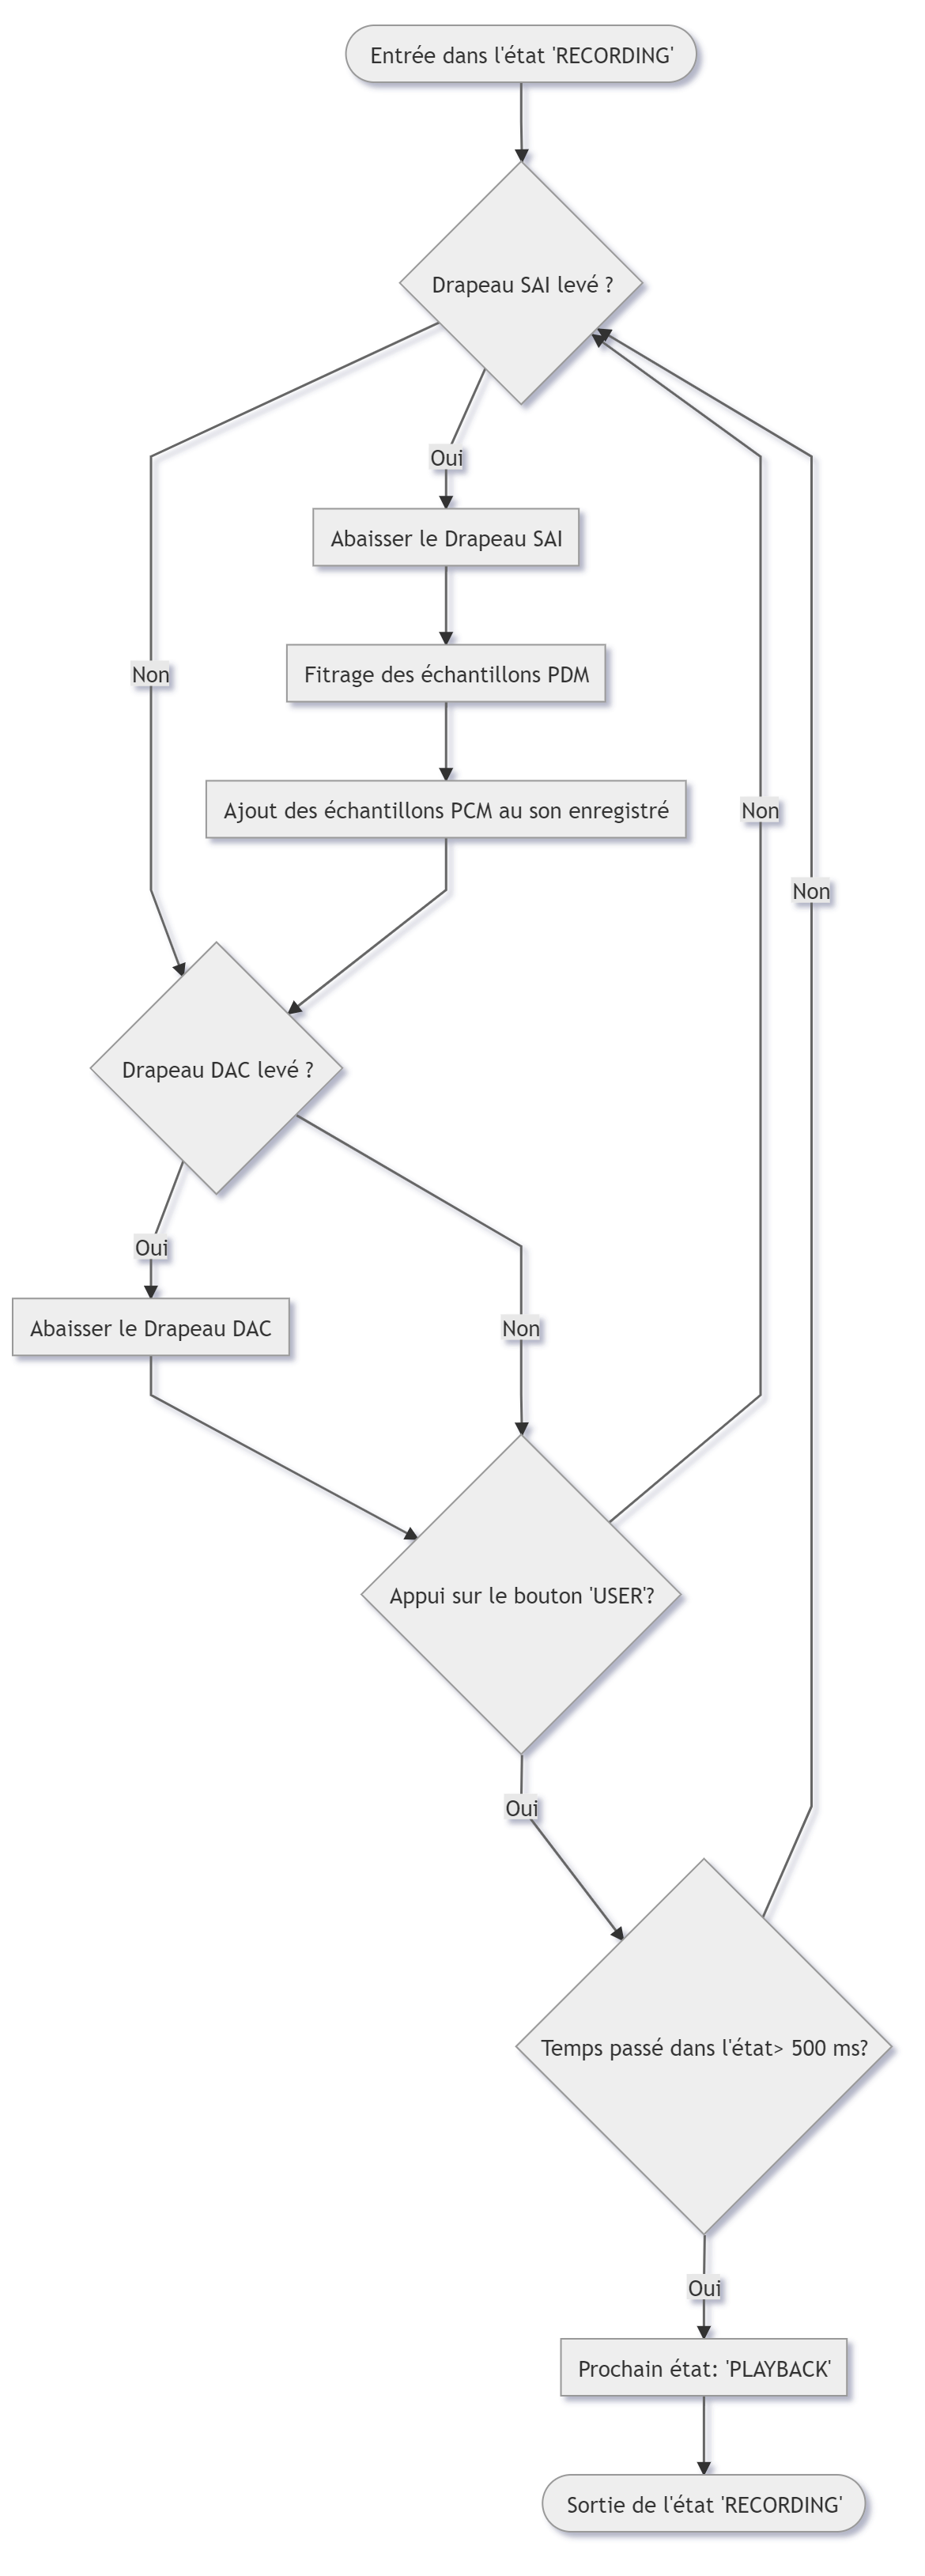 Entrée dans l'état 'RECORDING'
Drapeau SAI levé ?
Oui
Abaisser le Drapeau SAI
Non
Fitrage des échantillons PDM
Ajout des échantillons PCM au son enregistré
Non
Non
Drapeau DAC levé ?
Oui
Abaisser le Drapeau DAC
Non
Appui sur le bouton 'USER'?
Oui
Temps passé dans l'état> 500 ms?
Oui
Prochain état: 'PLAYBACK'
Sortie de l'état 'RECORDING'